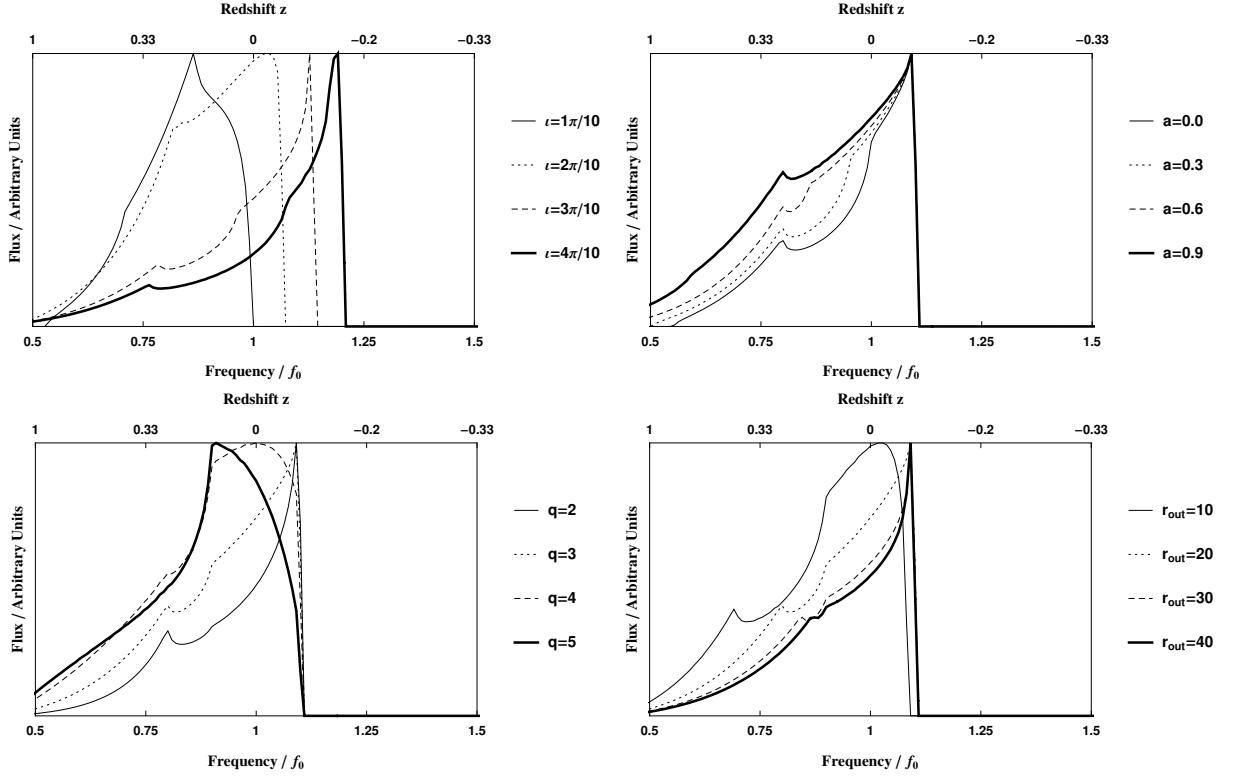 Redshift z
1 0.33 0 −0.2 −0.33
Flux / Arbitrary Units
ι=1π/10
ι=2π/10
ι=3π/10
ι=4π/10
0.5 0.75 1 1.25 1.5
Frequency / f0
Redshift z
1 0.33 0 −0.2 −0.33
Flux / Arbitrary Units
a=0.0
a=0.3
a=0.6
a=0.9
0.5 0.75 1 1.25 1.5
Frequency / f0
Redshift z
1 0.33 0 −0.2 −0.33
Flux / Arbitrary Units
q=2
q=3
q=4
q=5
0.5 0.75 1 1.25 1.5
Frequency / f0
Redshift z
1 0.33 0 −0.2 −0.33
Flux / Arbitrary Units
rout=10
rout=20
rout=30
rout=40
0.5 0.75 1 1.25 1.5
Frequency / f0